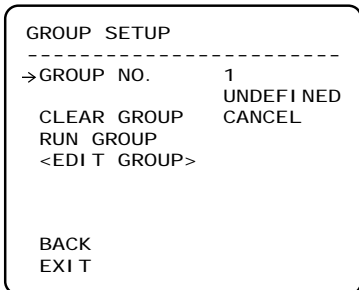 GROUP SETUP
------------------------
→GROUP NO. 1
UNDEFINED
CLEAR GROUP CANCEL
RUN GROUP
<EDIT GROUP>
BACK
EXIT